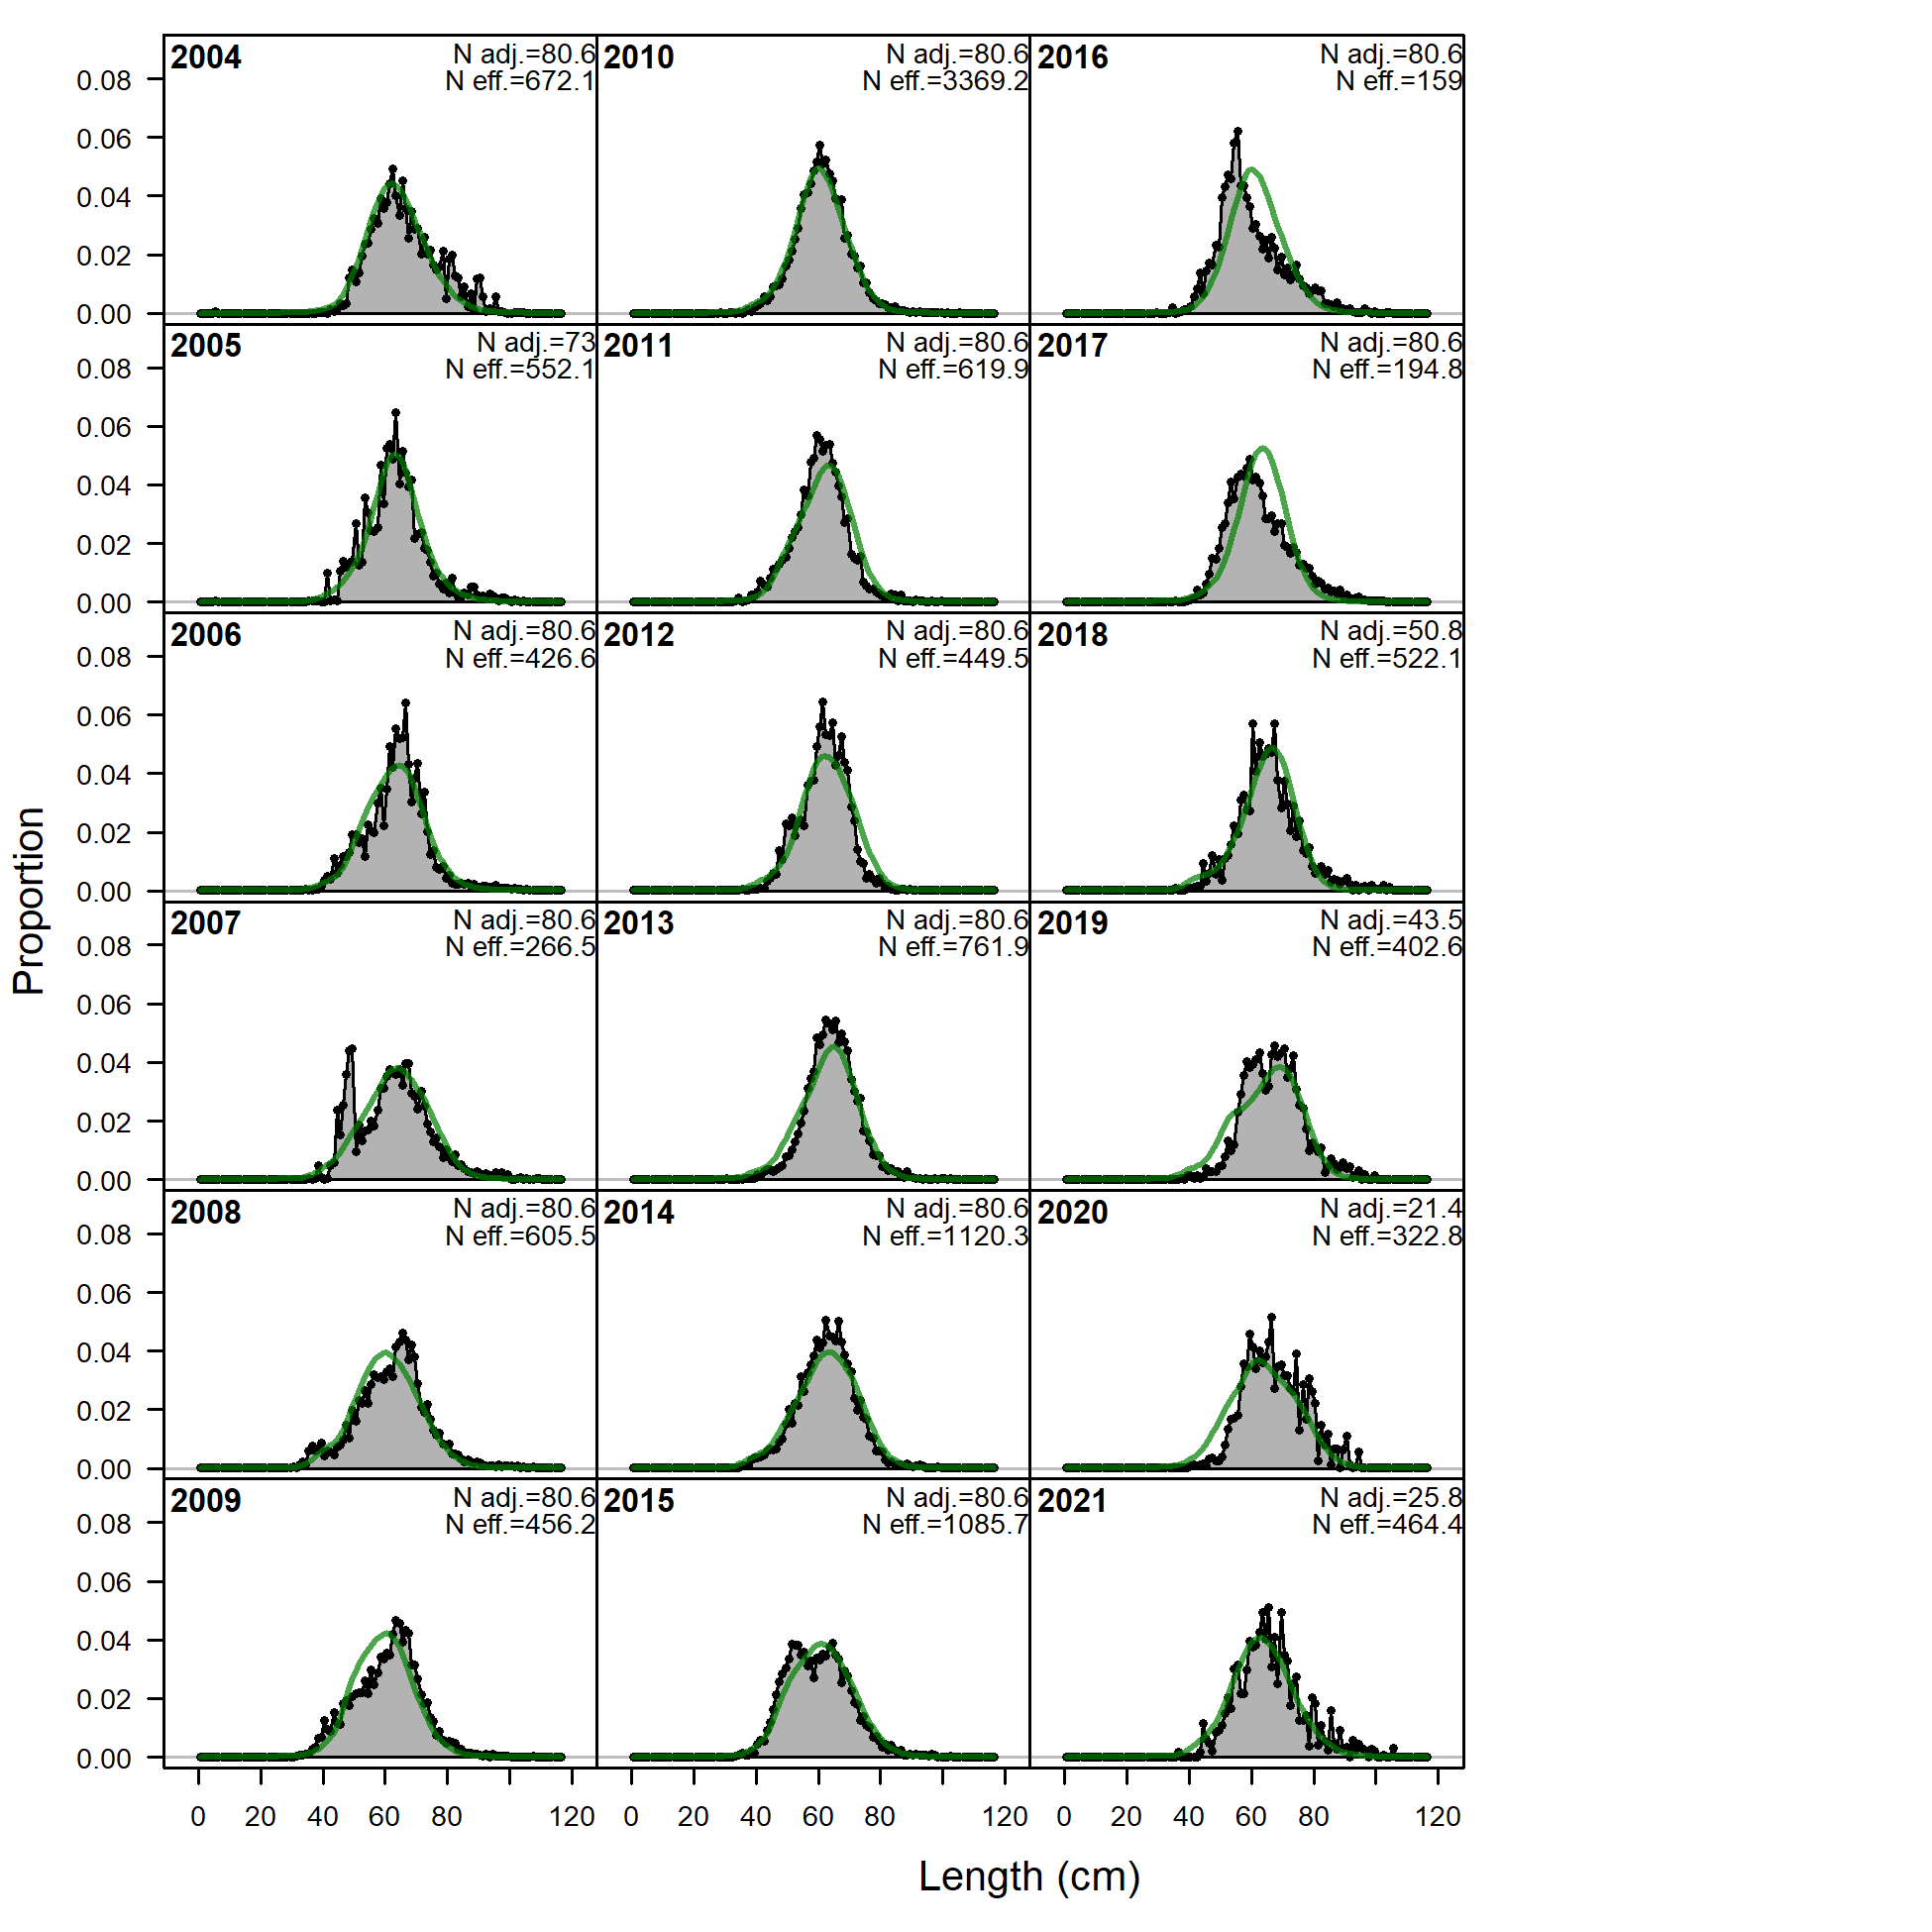 2004 N adj.=80.6
N eff.=672.1
2010 N adj.=80.6
N eff.=3369.2
2016 N adj.=80.6
N eff.=159
0.08
0.06
0.04
0.02
0.00
2005 N adj.=73
N eff.=552.1
2011 N adj.=80.6
N eff.=619.9
2017 N adj.=80.6
N eff.=194.8
0.08
0.06
0.04
0.02
0.00
2006 N adj.=80.6
N eff.=426.6
2012 N adj.=80.6
N eff.=449.5
2018 N adj.=50.8
N eff.=522.1
0.08
0.06
0.04
0.02
0.00
2007 N adj.=80.6
N eff.=266.5
2013 N adj.=80.6
N eff.=761.9
2019 N adj.=43.5
N eff.=402.6
0.08
0.06
0.04
0.02
0.00
2008 N adj.=80.6
N eff.=605.5
2014 N adj.=80.6
N eff.=1120.3
2020 N adj.=21.4
N eff.=322.8
0.08
0.06
0.04
0.02
0.00
2009 N adj.=80.6
N eff.=456.2
2015 N adj.=80.6
N eff.=1085.7
2021 N adj.=25.8
N eff.=464.4
0.08
0.06
0.04
0.02
0.00
Proportion
0 20 40 60 80 120 0 20 40 60 80 120 0 20 40 60 80 120
Length (cm)